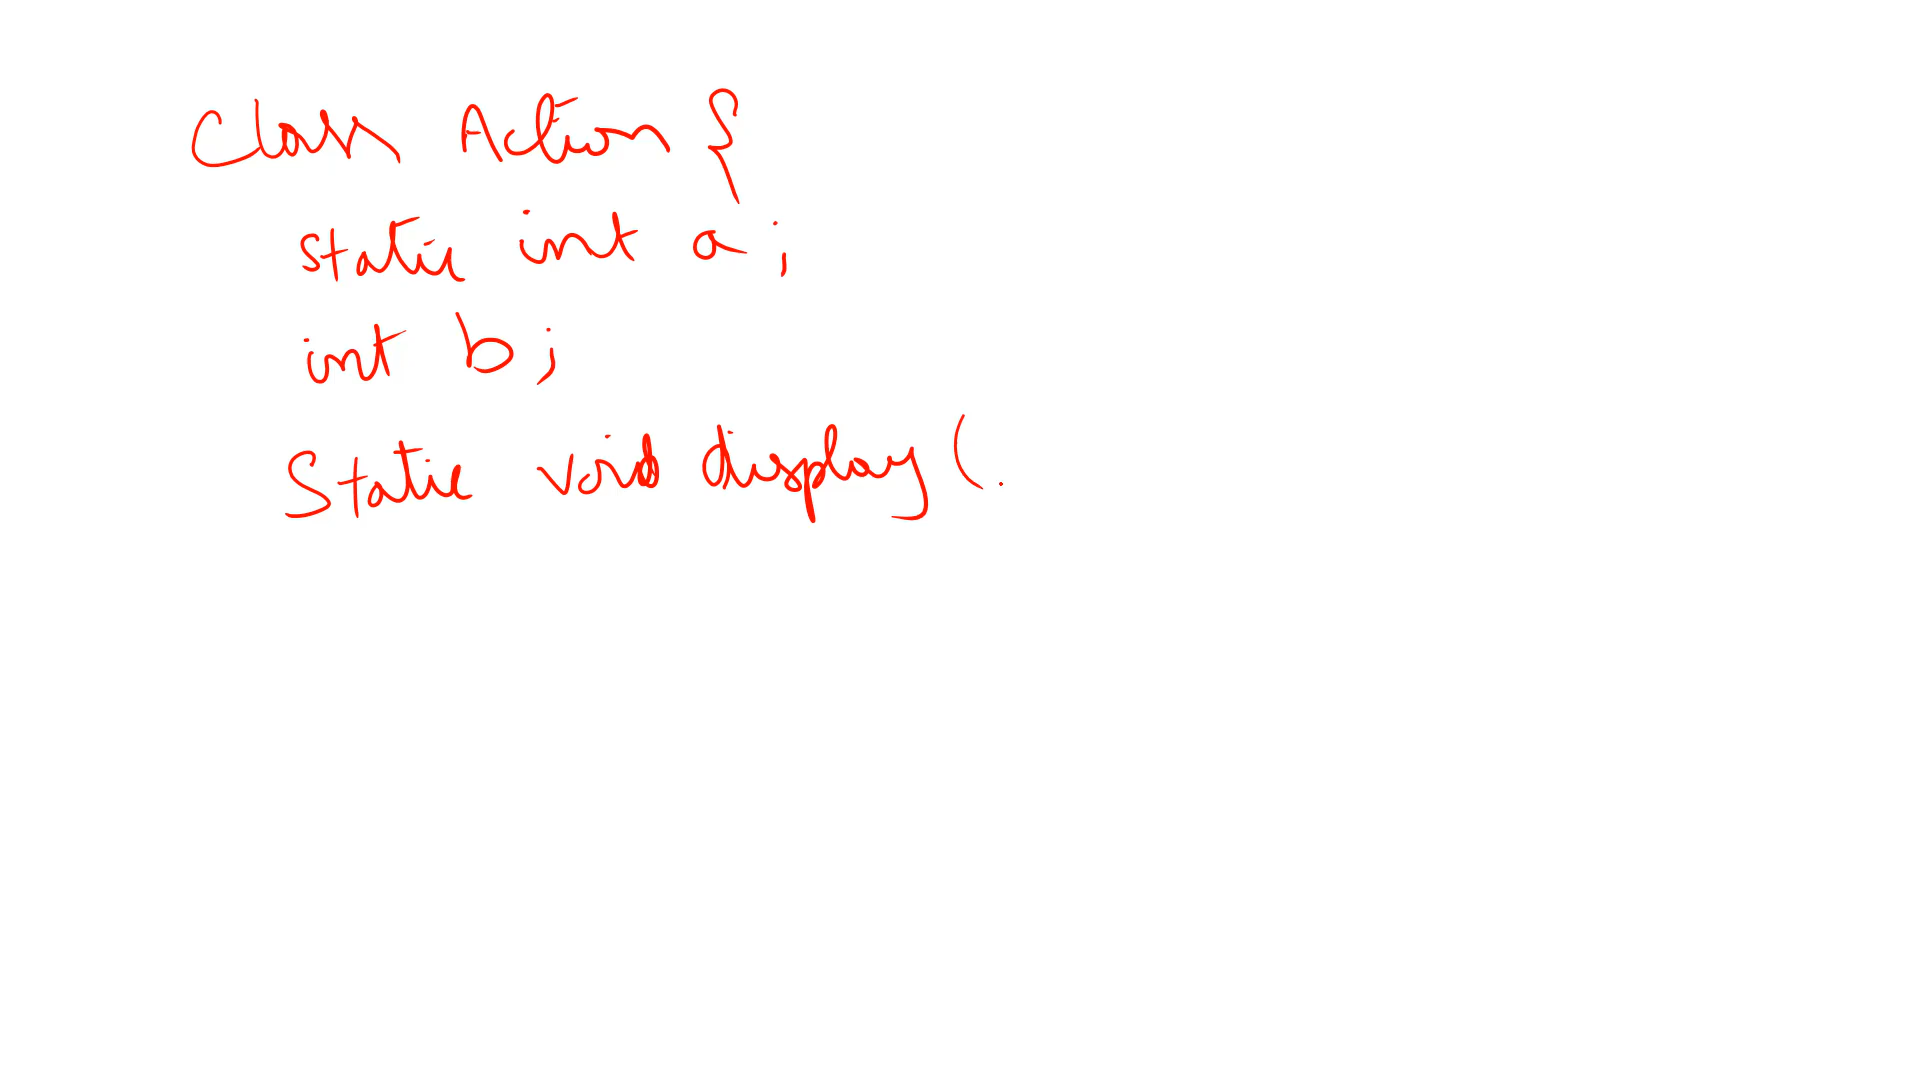 Class Action {
static int a ;
int b ;
Static void display (